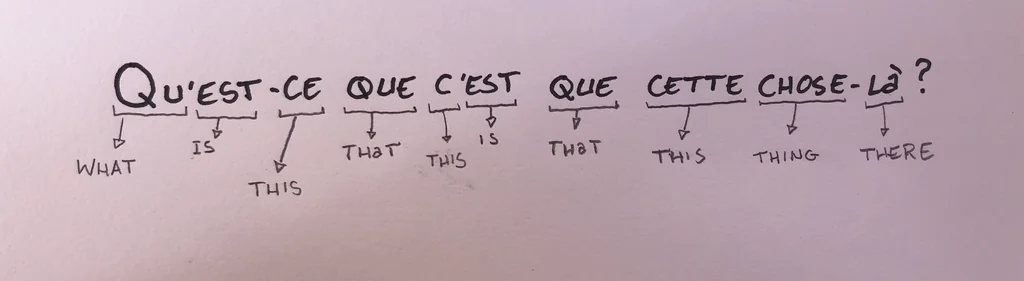 QU'EST-CE QUE C'EST QUE CETTE CHOSE-Là?
WHAT IS THIS THaT THIS IS THaT THIS THING THERE